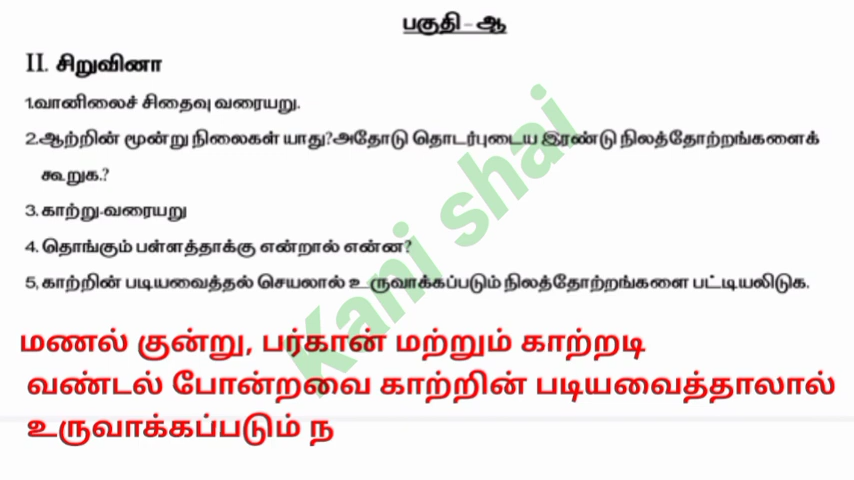 பகுதி - ஆ
II. சிறுவினா
1.வானிலைச் சிதைவு வரையறு.
2.ஆற்றின் மூன்று நிலைகள் யாது?அதோடு தொடர்புடைய இரண்டு நிலத்தோற்றங்களைக்
கூறுக.?
3. காற்று-வரையறு
4. தொங்கும் பள்ளத்தாக்கு என்றால் என்ன?
5, காற்றின் படியவைத்தல் செயலால் உருவாக்கப்படும் நிலத்தோற்றங்களை பட்டியலிடுக.
Kani shai
மணல் குன்று, பர்கான் மற்றும் காற்றடி
வண்டல் போன்றவை காற்றின் படியவைத்தாலால்
உருவாக்கப்படும் ந